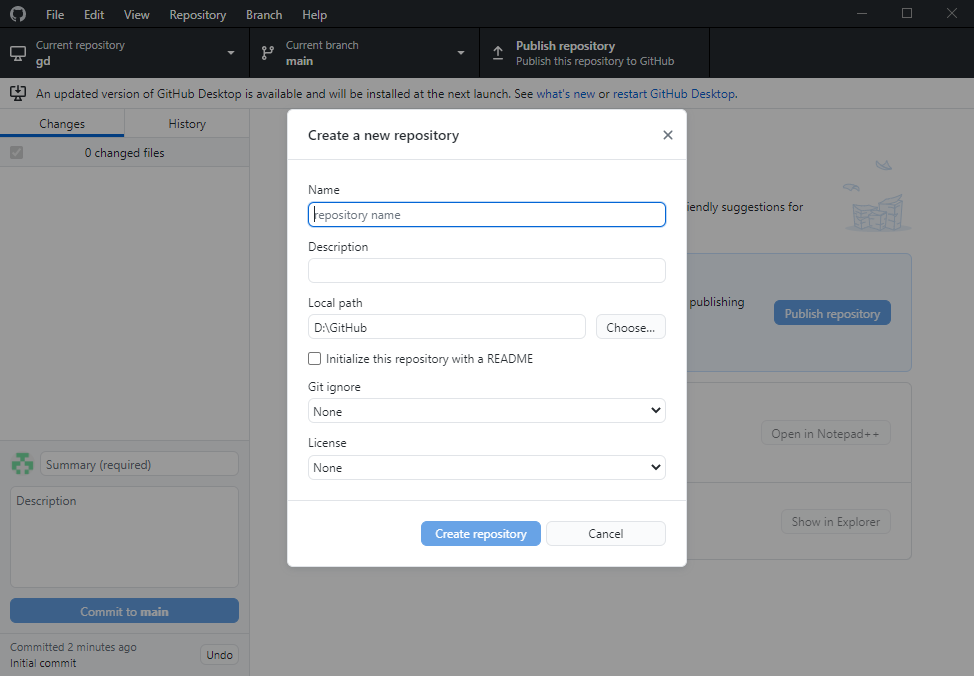 File Edit View Repository Branch Help
Current repository
gd
Current branch
main
Publish repository
Publish this repository to GitHub
An updated version of GitHub Desktop is available and will be installed at the next launch. See what's new or restart GitHub Desktop.
Changes
History
0 changed files
Create a new repository
Name
repository name
Description
Local path
D:\GitHub
Choose...
Initialize this repository with a README
Git ignore
None
License
None
Create repository
Cancel
iendly suggestions for
publishing
Publish repository
Open in Notepad++
Show in Explorer
Summary (required)
Description
Commit to main
Committed 2 minutes ago
Initial commit
Undo